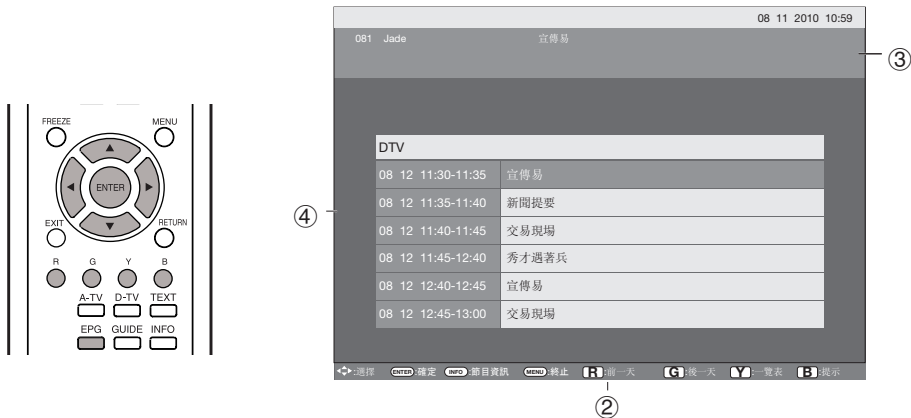 08 11 2010 10:59
081 Jade 宣傳易
③
DTV
08 12 11:30-11:35 宣傳易
08 12 11:35-11:40 新聞提要
08 12 11:40-11:45 交易現場
④
08 12 11:45-12:40 秀才遇著兵
08 12 12:40-12:45 宣傳易
08 12 12:45-13:00 交易現場
:選擇 ENTER:確定 INFO:節目資訊 MENU:終止 R:前一天 G:後一天 Y:一覽表 B:提示
②
FREEZE MENU
ENTER
EXIT RETURN
R G Y B
A-TV D-TV TEXT
EPG GUIDE INFO